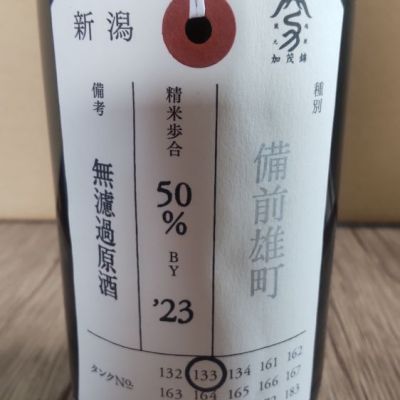 新潟
加茂錦
種別
備前雄町
精米歩合
50%
BY
'23
備考
無濾過原酒
タンクNo.
132 133 134 161 162
163 164 165 166 167
183